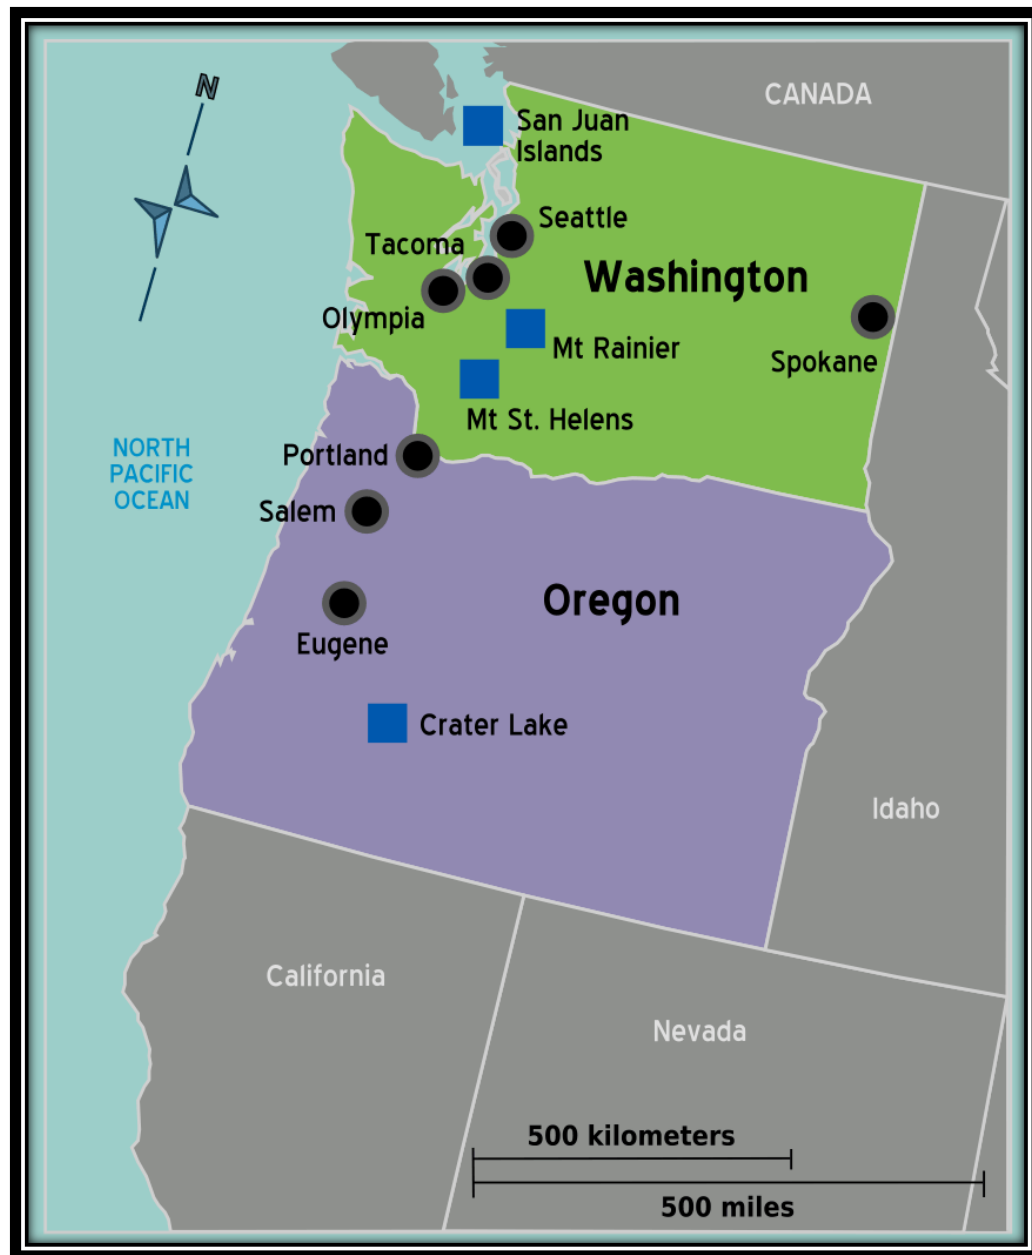 N
CANADA
San Juan
Islands
Seattle
Tacoma
Washington
Olympia
Mt Rainier
Spokane
Mt St. Helens
NORTH
PACIFIC
OCEAN
Portland
Salem
Oregon
Eugene
Crater Lake
Idaho
California
Nevada
500 kilometers
500 miles